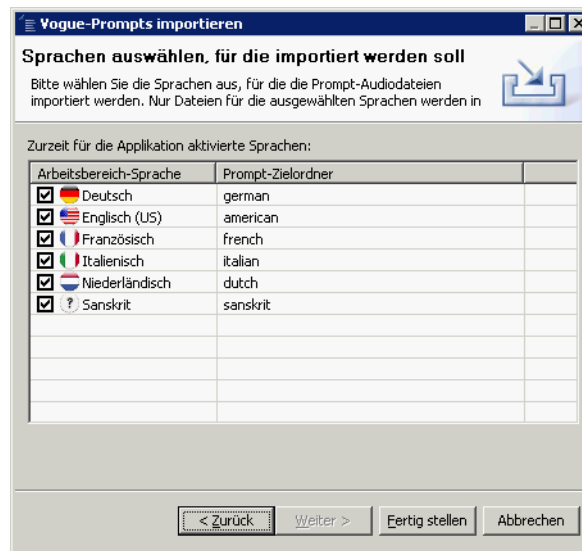 Vogue-Prompts importieren
Sprachen auswählen, für die importiert werden soll
Bitte wählen Sie die Sprachen aus, für die die Prompt-Audiodateien
importiert werden. Nur Dateien für die ausgewählten Sprachen werden in
Zurzeit für die Applikation aktivierte Sprachen:
Arbeitsbereich-Sprache Prompt-Zielordner
Deutsch german
Englisch (US) american
Französisch french
Italienisch italian
Niederländisch dutch
? Sanskrit sanskrit
< Zurück Weiter > Fertig stellen Abbrechen